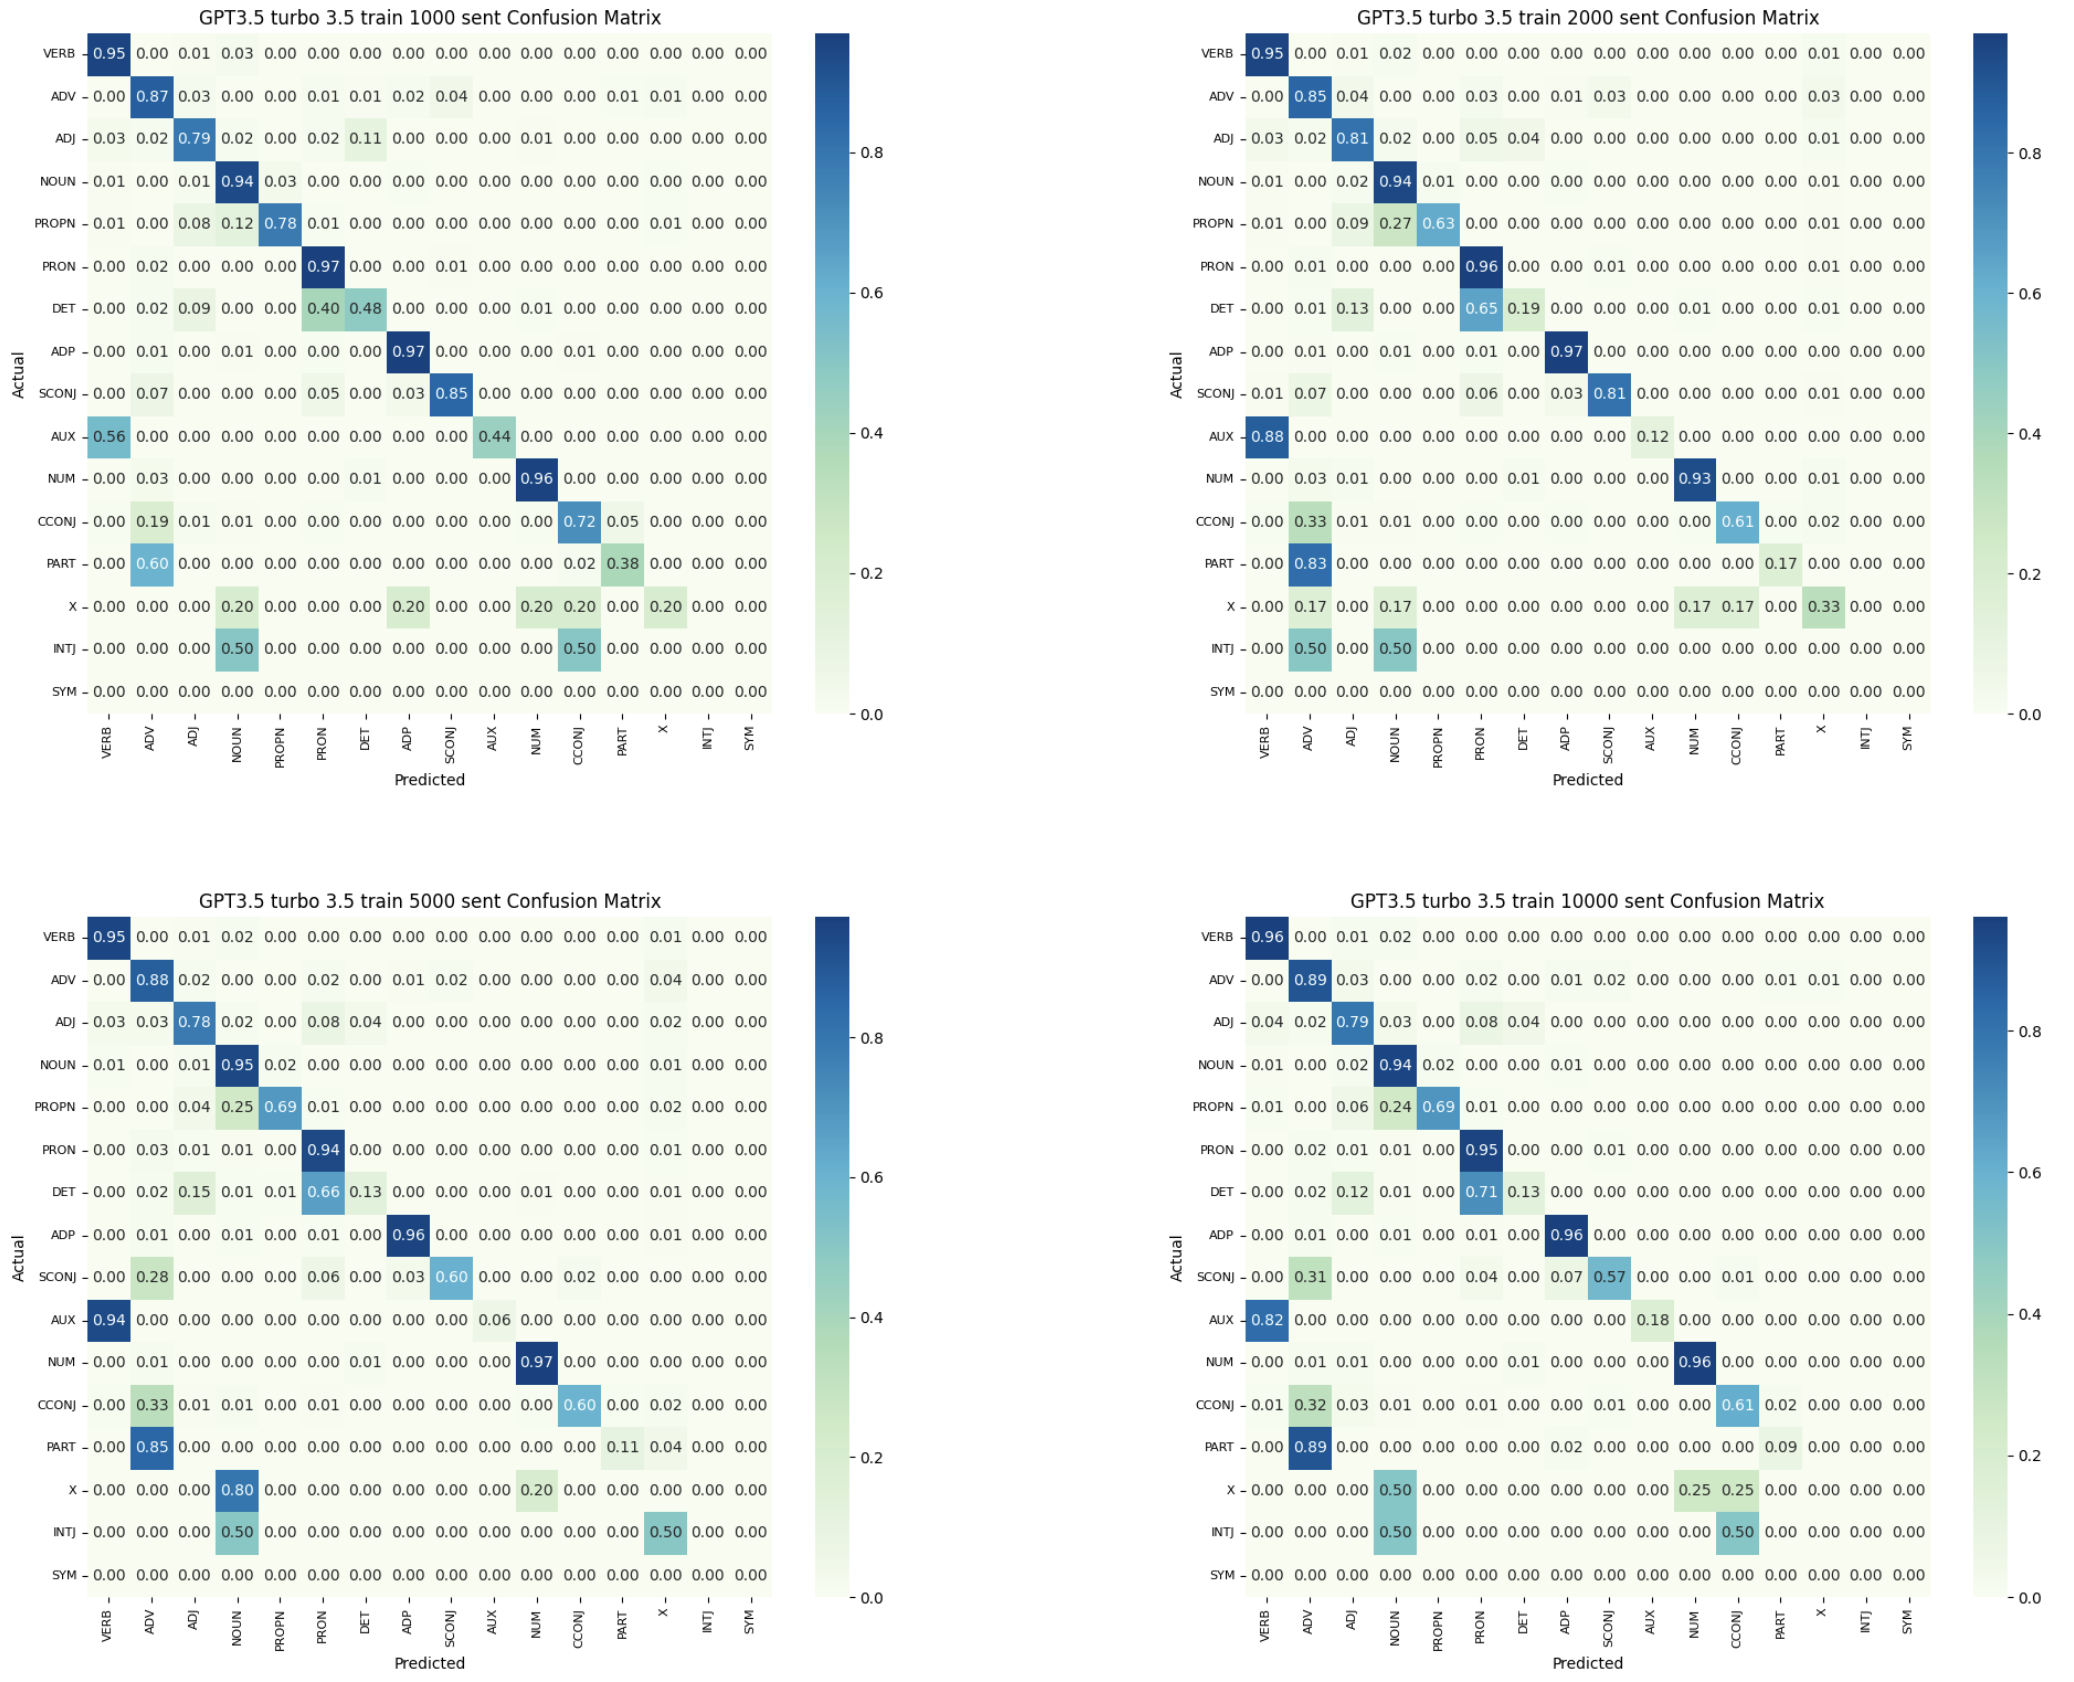 GPT3.5 turbo 3.5 train 1000 sent Confusion Matrix
VERB 0.95 0.00 0.01 0.03 0.00 0.00 0.00 0.00 0.00 0.00 0.00 0.00 0.00 0.00 0.00 0.00
ADV 0.00 0.87 0.03 0.00 0.00 0.01 0.01 0.02 0.04 0.00 0.00 0.00 0.01 0.01 0.00 0.00
ADJ 0.03 0.02 0.79 0.02 0.00 0.02 0.11 0.00 0.00 0.00 0.01 0.00 0.00 0.00 0.00 0.00
NOUN 0.01 0.00 0.01 0.94 0.03 0.00 0.00 0.00 0.00 0.00 0.00 0.00 0.00 0.00 0.00 0.00
PROPN 0.01 0.00 0.08 0.12 0.78 0.01 0.00 0.00 0.00 0.00 0.00 0.00 0.00 0.01 0.00 0.00
PRON 0.00 0.02 0.00 0.00 0.00 0.97 0.00 0.00 0.01 0.00 0.00 0.00 0.00 0.00 0.00 0.00
DET 0.00 0.02 0.09 0.00 0.00 0.40 0.48 0.00 0.00 0.00 0.01 0.00 0.00 0.00 0.00 0.00
ADP 0.00 0.01 0.00 0.01 0.00 0.00 0.00 0.97 0.00 0.00 0.00 0.01 0.00 0.00 0.00 0.00
SCONJ 0.00 0.07 0.00 0.00 0.00 0.05 0.00 0.03 0.85 0.00 0.00 0.00 0.00 0.00 0.00 0.00
AUX 0.56 0.00 0.00 0.00 0.00 0.00 0.00 0.00 0.00 0.44 0.00 0.00 0.00 0.00 0.00 0.00
NUM 0.00 0.03 0.00 0.00 0.00 0.00 0.01 0.00 0.00 0.00 0.96 0.00 0.00 0.00 0.00 0.00
CCONJ 0.00 0.19 0.01 0.01 0.00 0.00 0.00 0.00 0.00 0.00 0.00 0.72 0.05 0.00 0.00 0.00
PART 0.00 0.60 0.00 0.00 0.00 0.00 0.00 0.00 0.00 0.00 0.00 0.02 0.38 0.00 0.00 0.00
X 0.00 0.00 0.00 0.20 0.00 0.00 0.00 0.20 0.00 0.00 0.20 0.20 0.00 0.20 0.00 0.00
INTJ 0.00 0.00 0.00 0.50 0.00 0.00 0.00 0.00 0.00 0.00 0.00 0.50 0.00 0.00 0.00 0.00
SYM 0.00 0.00 0.00 0.00 0.00 0.00 0.00 0.00 0.00 0.00 0.00 0.00 0.00 0.00 0.00 0.00
VERB ADV ADJ NOUN PROPN PRON DET ADP SCONJ AUX NUM CCONJ PART X INTJ SYM
Predicted
Actual
0.8
0.6
0.4
0.2
0.0
GPT3.5 turbo 3.5 train 2000 sent Confusion Matrix
VERB 0.95 0.00 0.01 0.02 0.00 0.00 0.00 0.00 0.00 0.00 0.00 0.00 0.00 0.01 0.00 0.00
ADV 0.00 0.85 0.04 0.00 0.00 0.03 0.00 0.01 0.03 0.00 0.00 0.00 0.00 0.03 0.00 0.00
ADJ 0.03 0.02 0.81 0.02 0.00 0.05 0.04 0.00 0.00 0.00 0.00 0.00 0.00 0.01 0.00 0.00
NOUN 0.01 0.00 0.02 0.94 0.01 0.00 0.00 0.00 0.00 0.00 0.00 0.00 0.00 0.01 0.00 0.00
PROPN 0.01 0.00 0.09 0.27 0.63 0.00 0.00 0.00 0.00 0.00 0.00 0.00 0.00 0.01 0.00 0.00
PRON 0.00 0.01 0.00 0.00 0.00 0.96 0.00 0.00 0.01 0.00 0.00 0.00 0.00 0.01 0.00 0.00
DET 0.00 0.01 0.13 0.00 0.00 0.65 0.19 0.00 0.00 0.00 0.01 0.00 0.00 0.01 0.00 0.00
ADP 0.00 0.01 0.00 0.01 0.00 0.01 0.00 0.97 0.00 0.00 0.00 0.00 0.00 0.00 0.00 0.00
SCONJ 0.01 0.07 0.00 0.00 0.00 0.06 0.00 0.03 0.81 0.00 0.00 0.00 0.00 0.01 0.00 0.00
AUX 0.88 0.00 0.00 0.00 0.00 0.00 0.00 0.00 0.00 0.12 0.00 0.00 0.00 0.00 0.00 0.00
NUM 0.00 0.03 0.01 0.00 0.00 0.00 0.01 0.00 0.00 0.00 0.93 0.00 0.00 0.01 0.00 0.00
CCONJ 0.00 0.33 0.01 0.01 0.00 0.00 0.00 0.00 0.00 0.00 0.00 0.61 0.00 0.02 0.00 0.00
PART 0.00 0.83 0.00 0.00 0.00 0.00 0.00 0.00 0.00 0.00 0.00 0.00 0.17 0.00 0.00 0.00
X 0.00 0.17 0.00 0.17 0.00 0.00 0.00 0.00 0.00 0.00 0.17 0.17 0.00 0.33 0.00 0.00
INTJ 0.00 0.50 0.00 0.50 0.00 0.00 0.00 0.00 0.00 0.00 0.00 0.00 0.00 0.00 0.00 0.00
SYM 0.00 0.00 0.00 0.00 0.00 0.00 0.00 0.00 0.00 0.00 0.00 0.00 0.00 0.00 0.00 0.00
VERB ADV ADJ NOUN PROPN PRON DET ADP SCONJ AUX NUM CCONJ PART X INTJ SYM
Predicted
Actual
0.8
0.6
0.4
0.2
0.0
GPT3.5 turbo 3.5 train 5000 sent Confusion Matrix
VERB 0.95 0.00 0.01 0.02 0.00 0.00 0.00 0.00 0.00 0.00 0.00 0.00 0.00 0.01 0.00 0.00
ADV 0.00 0.88 0.02 0.00 0.00 0.02 0.00 0.01 0.02 0.00 0.00 0.00 0.00 0.04 0.00 0.00
ADJ 0.03 0.03 0.78 0.02 0.00 0.08 0.04 0.00 0.00 0.00 0.00 0.00 0.00 0.02 0.00 0.00
NOUN 0.01 0.00 0.01 0.95 0.02 0.00 0.00 0.00 0.00 0.00 0.00 0.00 0.00 0.01 0.00 0.00
PROPN 0.00 0.00 0.04 0.25 0.69 0.01 0.00 0.00 0.00 0.00 0.00 0.00 0.00 0.02 0.00 0.00
PRON 0.00 0.03 0.01 0.01 0.00 0.94 0.00 0.00 0.00 0.00 0.00 0.00 0.00 0.01 0.00 0.00
DET 0.00 0.02 0.15 0.01 0.01 0.66 0.13 0.00 0.00 0.00 0.01 0.00 0.00 0.01 0.00 0.00
ADP 0.00 0.01 0.00 0.01 0.00 0.01 0.00 0.96 0.00 0.00 0.00 0.00 0.00 0.01 0.00 0.00
SCONJ 0.00 0.28 0.00 0.00 0.00 0.06 0.00 0.03 0.60 0.00 0.00 0.02 0.00 0.00 0.00 0.00
AUX 0.94 0.00 0.00 0.00 0.00 0.00 0.00 0.00 0.00 0.06 0.00 0.00 0.00 0.00 0.00 0.00
NUM 0.00 0.01 0.00 0.00 0.00 0.00 0.01 0.00 0.00 0.00 0.97 0.00 0.00 0.00 0.00 0.00
CCONJ 0.00 0.33 0.01 0.01 0.00 0.01 0.00 0.00 0.00 0.00 0.00 0.60 0.00 0.02 0.00 0.00
PART 0.00 0.85 0.00 0.00 0.00 0.00 0.00 0.00 0.00 0.00 0.00 0.00 0.11 0.04 0.00 0.00
X 0.00 0.00 0.00 0.80 0.00 0.00 0.00 0.00 0.00 0.00 0.20 0.00 0.00 0.00 0.00 0.00
INTJ 0.00 0.00 0.00 0.50 0.00 0.00 0.00 0.00 0.00 0.00 0.00 0.00 0.00 0.50 0.00 0.00
SYM 0.00 0.00 0.00 0.00 0.00 0.00 0.00 0.00 0.00 0.00 0.00 0.00 0.00 0.00 0.00 0.00
VERB ADV ADJ NOUN PROPN PRON DET ADP SCONJ AUX NUM CCONJ PART X INTJ SYM
Predicted
Actual
0.8
0.6
0.4
0.2
0.0
GPT3.5 turbo 3.5 train 10000 sent Confusion Matrix
VERB 0.96 0.00 0.01 0.02 0.00 0.00 0.00 0.00 0.00 0.00 0.00 0.00 0.00 0.00 0.00 0.00
ADV 0.00 0.89 0.03 0.00 0.00 0.02 0.00 0.01 0.02 0.00 0.00 0.00 0.01 0.01 0.00 0.00
ADJ 0.04 0.02 0.79 0.03 0.00 0.08 0.04 0.00 0.00 0.00 0.00 0.00 0.00 0.00 0.00 0.00
NOUN 0.01 0.00 0.02 0.94 0.02 0.00 0.00 0.01 0.00 0.00 0.00 0.00 0.00 0.00 0.00 0.00
PROPN 0.01 0.00 0.06 0.24 0.69 0.01 0.00 0.00 0.00 0.00 0.00 0.00 0.00 0.00 0.00 0.00
PRON 0.00 0.02 0.01 0.01 0.00 0.95 0.00 0.00 0.01 0.00 0.00 0.00 0.00 0.00 0.00 0.00
DET 0.00 0.02 0.12 0.01 0.00 0.71 0.13 0.00 0.00 0.00 0.00 0.00 0.00 0.00 0.00 0.00
ADP 0.00 0.01 0.00 0.01 0.00 0.01 0.00 0.96 0.00 0.00 0.00 0.00 0.00 0.00 0.00 0.00
SCONJ 0.00 0.31 0.00 0.00 0.00 0.04 0.00 0.07 0.57 0.00 0.00 0.01 0.00 0.00 0.00 0.00
AUX 0.82 0.00 0.00 0.00 0.00 0.00 0.00 0.00 0.00 0.18 0.00 0.00 0.00 0.00 0.00 0.00
NUM 0.00 0.01 0.01 0.00 0.00 0.00 0.01 0.00 0.00 0.00 0.96 0.00 0.00 0.00 0.00 0.00
CCONJ 0.01 0.32 0.03 0.01 0.00 0.01 0.00 0.00 0.01 0.00 0.00 0.61 0.02 0.00 0.00 0.00
PART 0.00 0.89 0.00 0.00 0.00 0.00 0.00 0.02 0.00 0.00 0.00 0.00 0.09 0.00 0.00 0.00
X 0.00 0.00 0.00 0.50 0.00 0.00 0.00 0.00 0.00 0.00 0.25 0.25 0.00 0.00 0.00 0.00
INTJ 0.00 0.00 0.00 0.50 0.00 0.00 0.00 0.00 0.00 0.00 0.00 0.50 0.00 0.00 0.00 0.00
SYM 0.00 0.00 0.00 0.00 0.00 0.00 0.00 0.00 0.00 0.00 0.00 0.00 0.00 0.00 0.00 0.00
VERB ADV ADJ NOUN PROPN PRON DET ADP SCONJ AUX NUM CCONJ PART X INTJ SYM
Predicted
Actual
0.8
0.6
0.4
0.2
0.0